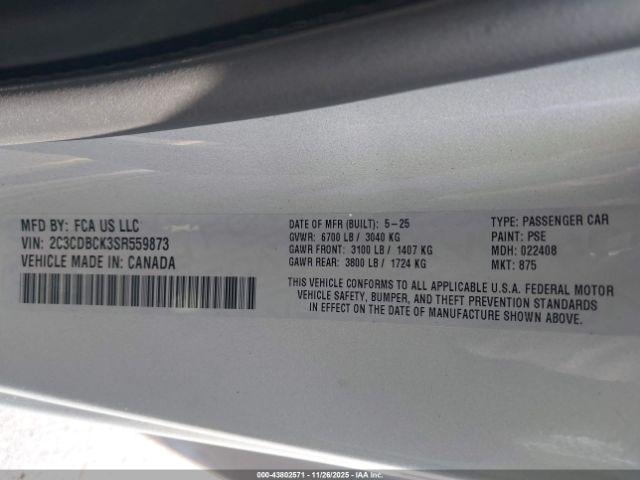 MFD BY: FCA US LLC
VIN: 2C3CDBCK3SR559873
VEHICLE MADE IN: CANADA
DATE OF MFR (BUILT): 5-25
GVWR: 6700 LB / 3040 KG
GAWR FRONT: 3100 LB / 1407 KG
GAWR REAR: 3800 LB / 1724 KG
TYPE: PASSENGER CAR
PAINT: PSE
MDH: 022408
MKT: 875
THIS VEHICLE CONFORMS TO ALL APPLICABLE U.S.A. FEDERAL MOTOR
VEHICLE SAFETY, BUMPER, AND THEFT PREVENTION STANDARDS
IN EFFECT ON THE DATE OF MANUFACTURE SHOWN ABOVE.
©-43802571 | 11/26/2025 | IAA Inc.